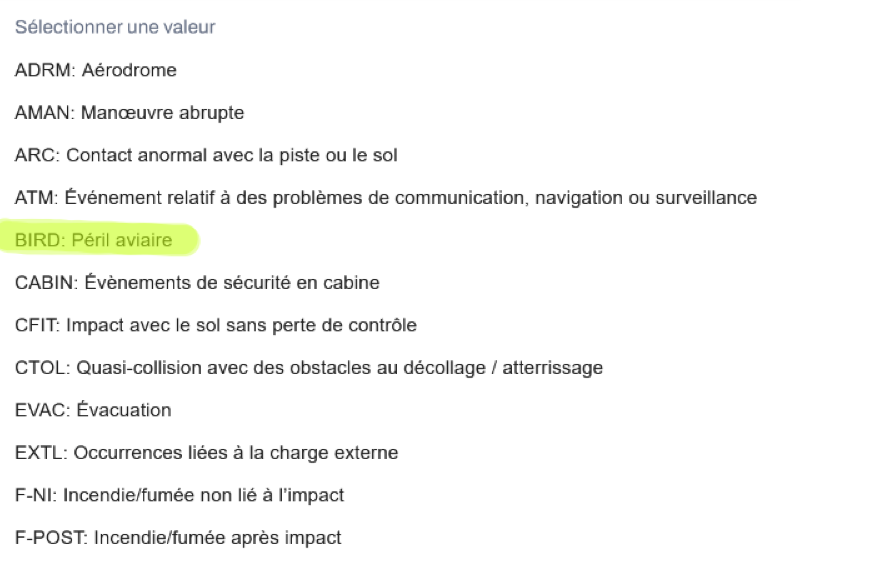 Sélectionner une valeur
ADRM: Aérodrome
AMAN: Manœuvre abrupte
ARC: Contact anormal avec la piste ou le sol
ATM: Événement relatif à des problèmes de communication, navigation ou surveillance
BIRD: Péril aviaire
CABIN: Évènements de sécurité en cabine
CFIT: Impact avec le sol sans perte de contrôle
CTOL: Quasi-collision avec des obstacles au décollage / atterrissage
EVAC: Évacuation
EXTL: Occurrences liées à la charge externe
F-NI: Incendie/fumée non lié à l'impact
F-POST: Incendie/fumée après impact